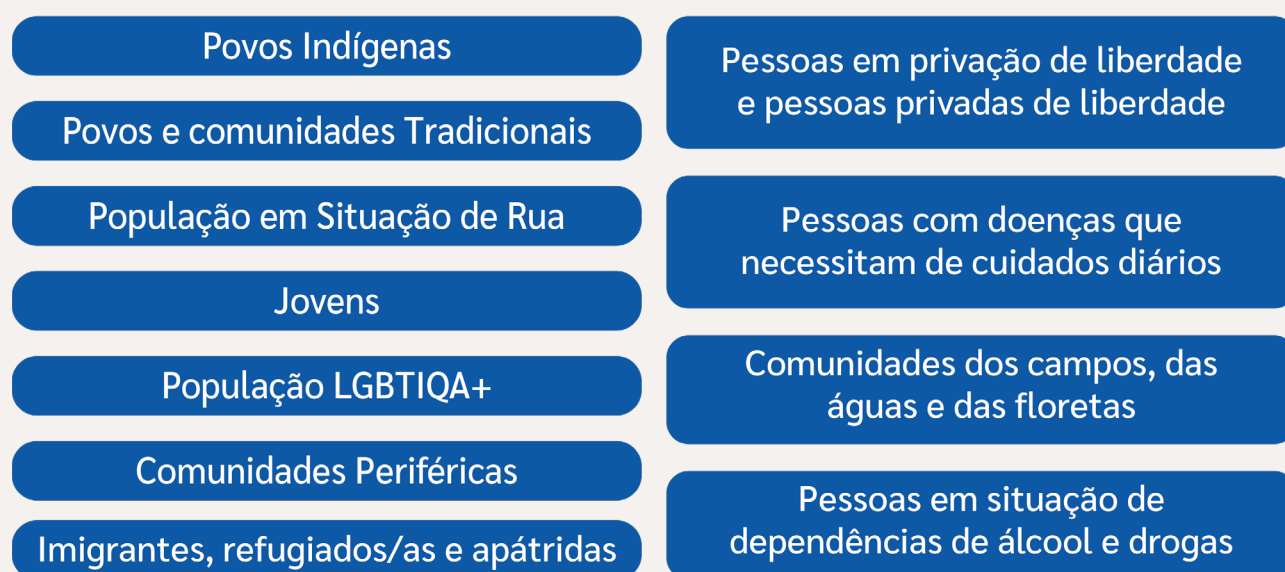 Povos Indígenas
Povos e comunidades Tradicionais
População em Situação de Rua
Jovens
População LGBTIQA+
Comunidades Periféricas
Imigrantes, refugiados/as e apátridas
Pessoas em privação de liberdade
e pessoas privadas de liberdade
Pessoas com doenças que
necessitam de cuidados diários
Comunidades dos campos, das
águas e das floretas
Pessoas em situação de
dependências de álcool e drogas